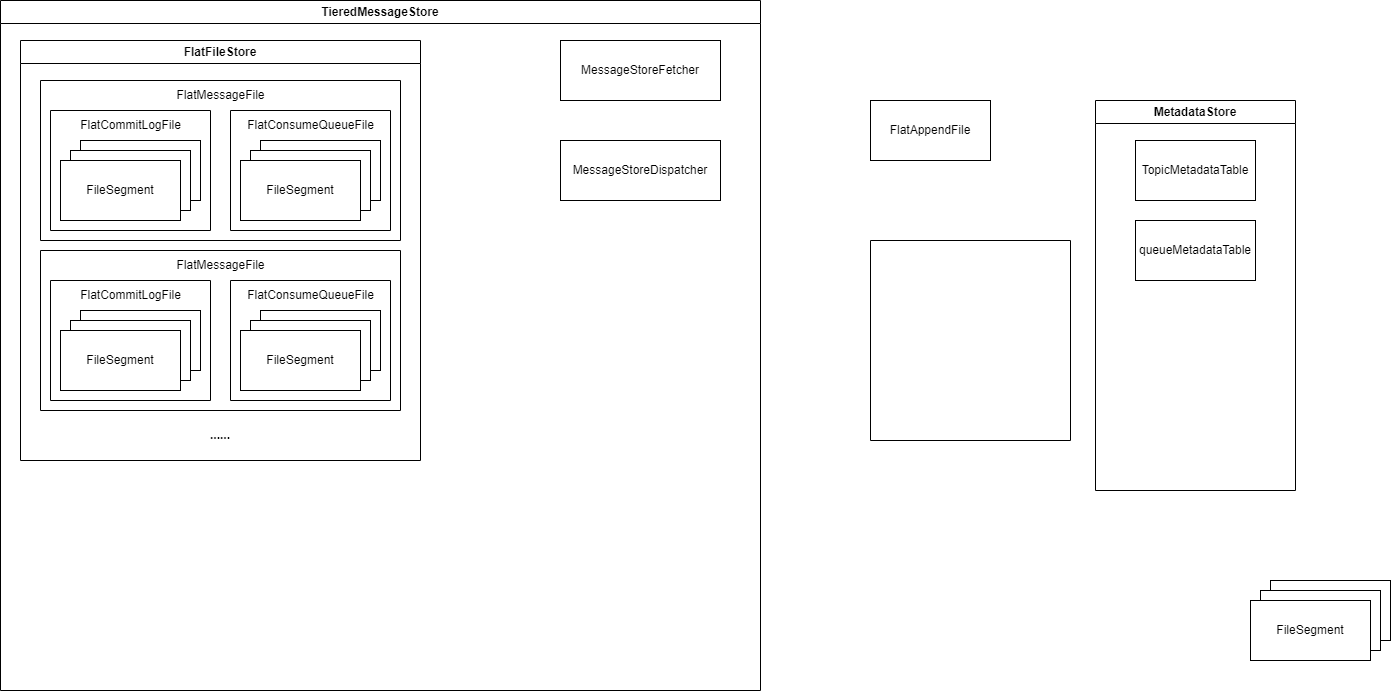 TieredMessageStore
FlatFileStore
FlatMessageFile
FlatCommitLogFile
FileSegment
FlatConsumeQueueFile
FileSegment
FlatMessageFile
FlatCommitLogFile
FileSegment
FlatConsumeQueueFile
FileSegment
......
MessageStoreFetcher
MessageStoreDispatcher
FlatAppendFile
MetadataStore
TopicMetadataTable
queueMetadataTable
FileSegment